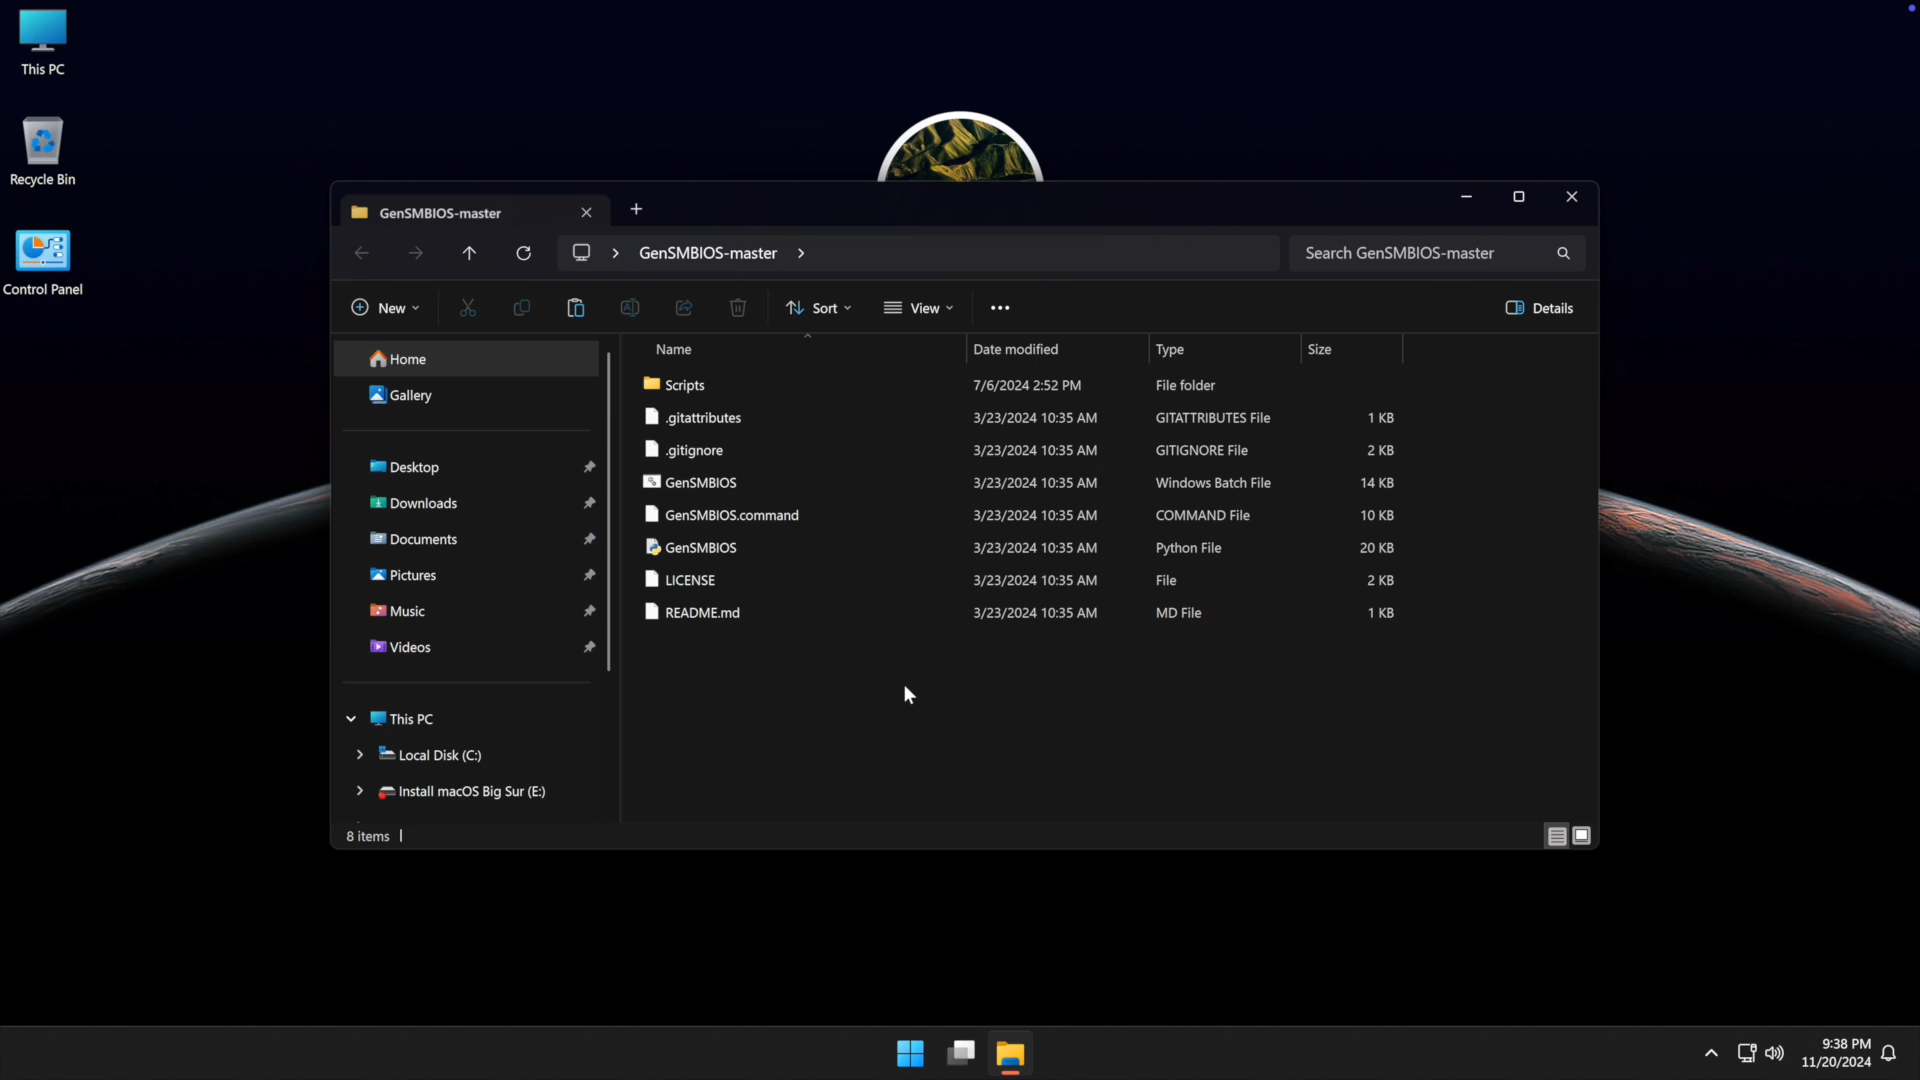 This PC
Recycle Bin
Control Panel
GenSMBIOS-master
GenSMBIOS-master
Search GenSMBIOS-master
New
Sort
View
Details
Home
Gallery
Desktop
Downloads
Documents
Pictures
Music
Videos
This PC
Local Disk (C:)
Install macOS Big Sur (E:)
Name Date modified Type Size
Scripts 7/6/2024 2:52 PM File folder
.gitattributes 3/23/2024 10:35 AM GITATTRIBUTES File 1 KB
.gitignore 3/23/2024 10:35 AM GITIGNORE File 2 KB
GenSMBIOS 3/23/2024 10:35 AM Windows Batch File 14 KB
GenSMBIOS.command 3/23/2024 10:35 AM COMMAND File 10 KB
GenSMBIOS 3/23/2024 10:35 AM Python File 20 KB
LICENSE 3/23/2024 10:35 AM File 2 KB
README.md 3/23/2024 10:35 AM MD File 1 KB
8 items
9:38 PM
11/20/2024